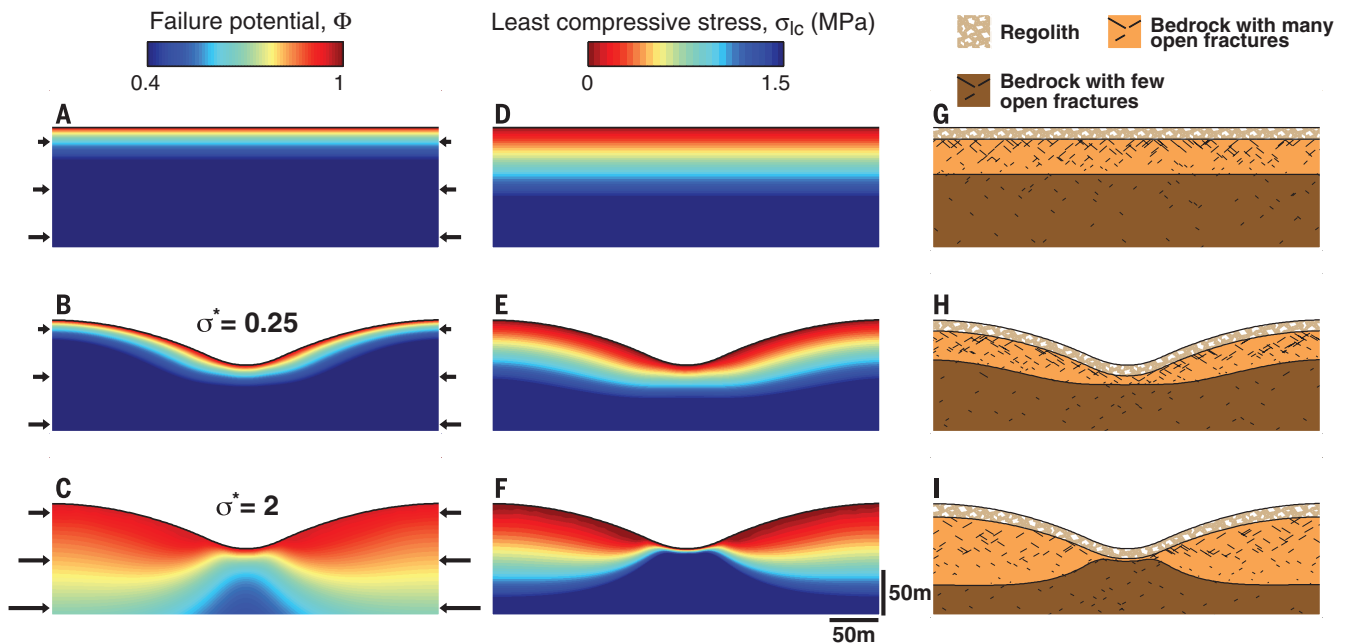 Failure potential, Φ
0.4 1
Least compressive stress, σlc (MPa)
0 1.5
Regolith
Bedrock with many
open fractures
Bedrock with few
open fractures
A
D
G
B
σ* = 0.25
E
H
C
σ* = 2
F
I
50m
50m